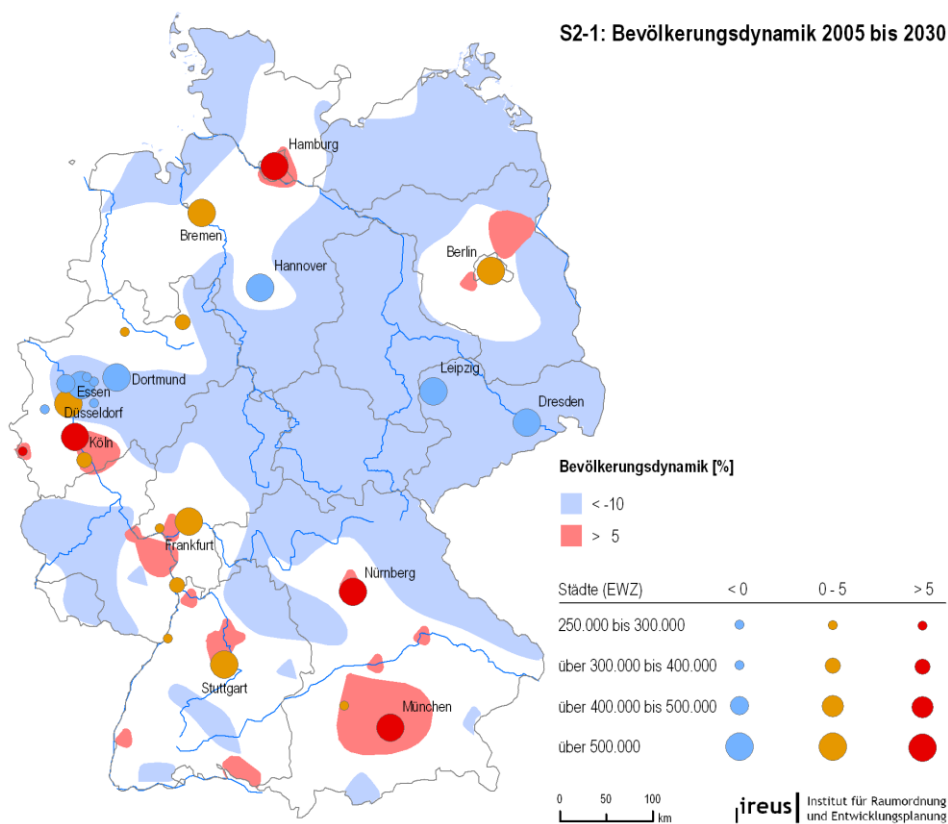 S2-1: Bevölkerungsdynamik 2005 bis 2030
Hamburg
Bremen
Berlin
Hannover
Dortmund
Essen
Düsseldorf
Leipzig
Dresden
Köln
Frankfurt
Nürnberg
Stuttgart
München
Bevölkerungsdynamik [%]
< -10
> 5
Städte (EWZ) < 0 0 - 5 > 5
250.000 bis 300.000
über 300.000 bis 400.000
über 400.000 bis 500.000
über 500.000
0 50 100
km
ireus Institut für Raumordnung
und Entwicklungsplanung